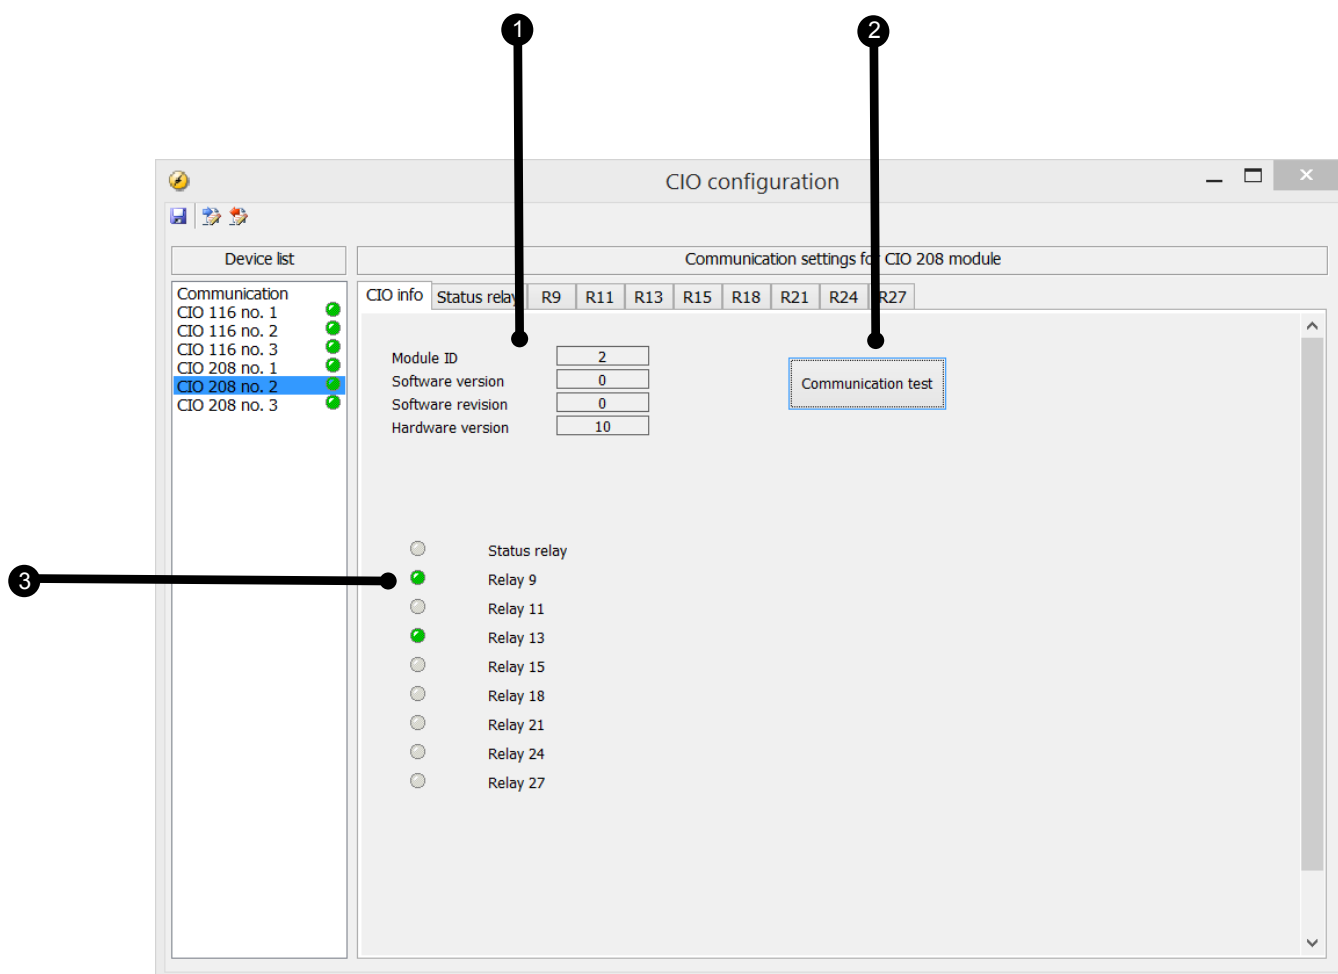 1
2
CIO configuration
Device list
Communication settings for CIO 208 module
Communication
CIO 116 no. 1
CIO 116 no. 2
CIO 116 no. 3
CIO 208 no. 1
CIO 208 no. 2
CIO 208 no. 3
CIO info Status relay R9 R11 R13 R15 R18 R21 R24 R27
Module ID 2
Software version 0
Software revision 0
Hardware version 10
Communication test
Status relay
3
Relay 9
Relay 11
Relay 13
Relay 15
Relay 18
Relay 21
Relay 24
Relay 27